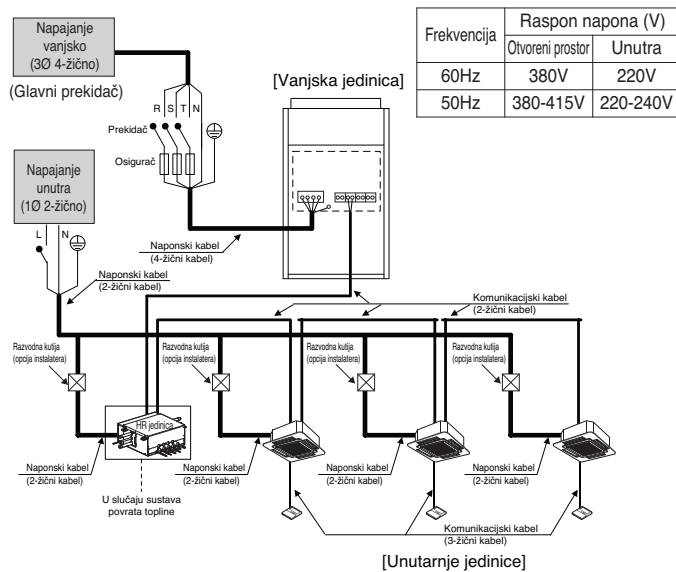 Napajanje
vanjsko
(3Ø 4-žično)
(Glavni prekidač)
Frekvencija
Raspon napona (V)
Otvoreni prostor
Unutra
60Hz
380V
220V
50Hz
380-415V
220-240V
[Vanjska jedinica]
R S T N
Prekidač
Osigurač
Napajanje
unutra
(1Ø 2-žično)
L N
Naponski kabel
(4-žični kabel)
Naponski kabel
(2-žični kabel)
Komunikacijski kabel
(2-žični kabel)
Razvodna kutija
(opcija instalatera)
Razvodna kutija
(opcija instalatera)
Razvodna kutija
(opcija instalatera)
Razvodna kutija
(opcija instalatera)
HR jedinica
Naponski kabel
(2-žični kabel)
Naponski kabel
(2-žični kabel)
Naponski kabel
(2-žični kabel)
Naponski kabel
(2-žični kabel)
U slučaju sustava
povrata topline
Komunikacijski kabel
(3-žični kabel)
[Unutarnje jedinice]